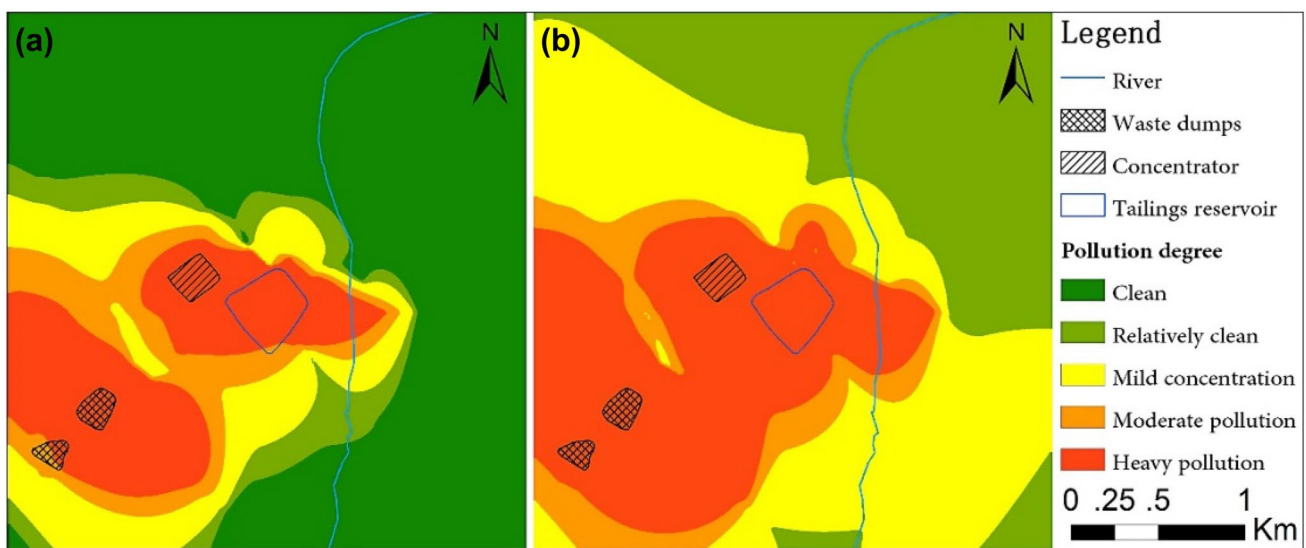 (a)
N
(b)
N
Legend
River
Waste dumps
Concentrator
Tailings reservoir
Pollution degree
Clean
Relatively clean
Mild concentration
Moderate pollution
Heavy pollution
0 .25 .5 1
Km